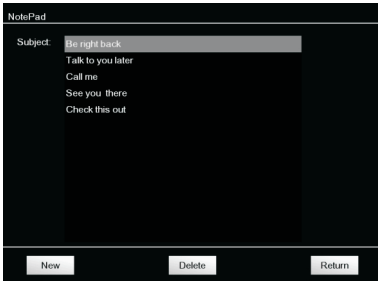 NotePad
Subject:
Be right back
Talk to you later
Call me
See you there
Check this out
New
Delete
Return